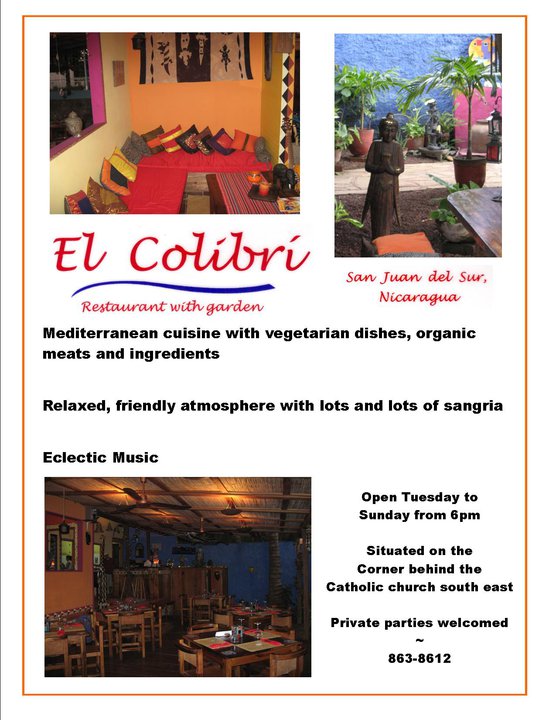 El Colibrí
Restaurant with garden
San Juan del Sur,
Nicaragua
Mediterranean cuisine with vegetarian dishes, organic
meats and ingredients
Relaxed, friendly atmosphere with lots and lots of sangria
Eclectic Music
Open Tuesday to
Sunday from 6pm
Situated on the
Corner behind the
Catholic church south east
Private parties welcomed
~
863-8612